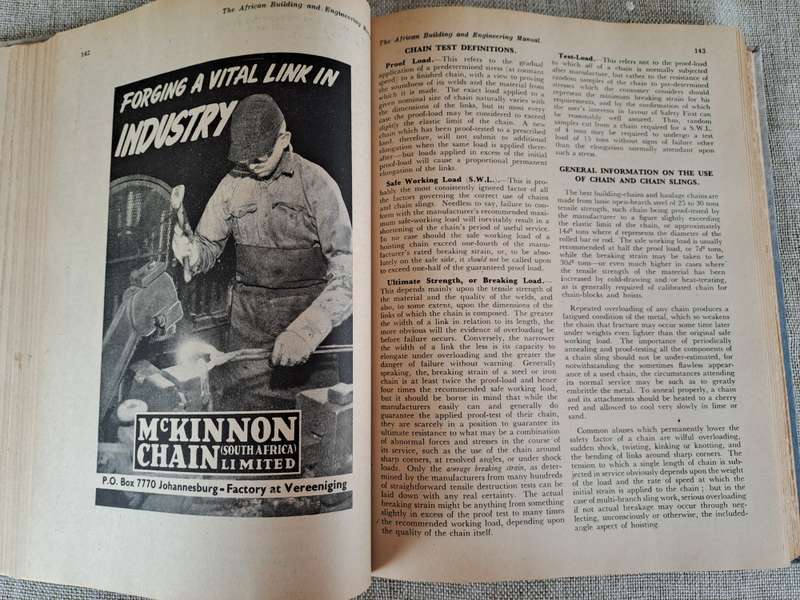 142
The African Building and Engineering Manual
FORGING A VITAL LINK IN
INDUSTRY
McKINNON
CHAIN (SOUTH AFRICA)
LIMITED
P.O. Box 7770 Johannesburg - Factory at Vereeniging
The African Building and Engineering Manual
143
CHAIN TEST DEFINITIONS.
Proof Load.—This refers to the gradual
application of a predetermined stress (at constant
speed) to a finished chain, with a view to proving
the soundness of its welds and the material from
which it is made. The exact load applied to a
given nominal size of chain naturally varies with
the dimensions of the links, but in most every
case the proof-load may be considered to exceed
slightly the elastic limit of the chain. A new
chain which has been proof-tested to a prescribed
load, therefore, will not submit to additional
elongation when the same load is applied there-
after—but loads applied in excess of the initial
proof-load will cause a proportional permanent
elongation of the links.
Safe Working Load (S.W.L.).—This is pro-
bably the most consistently ignored factor of all
the factors governing the correct use of chains
and chain slings. Needless to say, failure to con-
form with the manufacturer's recommended maxi-
mum safe-working load will inevitably result in a
shortening of the chain's period of useful service.
In no case should the safe working load of a
hoisting chain exceed one-fourth of the manu-
facturer's rated breaking strain, or, to be abso-
lutely on the safe side, it should not be called upon
to exceed one-half of the guaranteed proof load.
Ultimate Strength, or Breaking Load.—
This depends mainly upon the tensile strength of
the material and the quality of the welds, and
also, to some extent, upon the dimensions of the
links of which the chain is composed. The greater
the width of a link in relation to its length, the
more obvious will the evidence of overloading be
before failure occurs. Conversely, the narrower
the width of a link the less is its capacity to
elongate under overloading and the greater the
danger of failure without warning. Generally
speaking, the breaking strain of a steel or iron
chain is at least twice the proof-load and hence
four times the recommended safe working load,
but it should be borne in mind that while the
manufacturers easily can and generally do
guarantee the applied proof-test of their chain,
they are scarcely in a position to guarantee its
ultimate resistance to what may be a combination
of abnormal forces and stresses in the course of
its service, such as the use of the chain around
sharp corners, at resolved angles, or under shock
loads. Only the average breaking strain, as deter-
mined by the manufacturers from many hundreds
of straightforward tensile destruction tests can be
laid down with any real certainty. The actual
breaking strain might be anything from something
slightly in excess of the proof test to many times
the recommended working load, depending upon
the quality of the chain itself.
Test-Load.—This refers not to the proof-load
to which all of a chain is normally subjected
after manufacture, but rather to the resistance of
random samples of the chain to pre-determined
stresses which the consumer considers should
represent the minimum breaking strain for his
requirements, and by the confirmation of which
the user's interests in favour of Safety First can
be reasonably well assured. Thus, random
samples cut from a chain required for a S.W.L.
of 4 tons may be required to undergo a test
load of 15 tons without signs of failure other
than the elongation normally attendant upon
such a stress.
GENERAL INFORMATION ON THE USE
OF CHAIN AND CHAIN SLINGS.
The best building-chains and haulage chain are
made from basic open-hearth steel of 25 to 30 tons
tensile strength, such chain being proof-tested by
the manufacturer to a figure slightly exceeding
the elastic limit of the chain, or approximately
14d² tons where d represents the diameter of the
rolled bar or rod. The safe working load is usually
recommended at half the proof load, or 7d² tons,
while the breaking strain may be taken to be
30d² tons—or even much higher in cases where
the tensile strength of the material has been
increased by cold-drawing and/or heat-treating,
as is generally required of calibrated chain for
chain-blocks and hoists.
Repeated overloading of any chain produces a
fatigued condition of the metal, which so weakens
the chain that fracture may occur some time later
under weights even lighter than the original safe
working load. The importance of periodically
annealing and proof-testing all the components of
a chain sling should not be under-estimated, for
notwithstanding the sometimes flawless appear-
ance of a used chain, the circumstances attending
its normal service may be such as to greatly
embrittle the metal. To anneal properly, a chain
and its attachments should be heated to a cherry
red and allowed to cool very slowly in lime or
sand.
Common abuses which permanently lower the
safety factor of a chain are wilful overloading,
sudden shock, twisting, kinking or knotting, and
the bending of links around sharp corners. The
tension to which a single length of chain is sub-
jected in service obviously depends upon the weight
of the load and the rate of speed at which the
initial strain is applied to the chain; but in the
case of multi-branch sling work, serious overloading
if not actual breakage may occur through neg-
lecting, unconsciously or otherwise, the included-
angle aspect of hoisting.